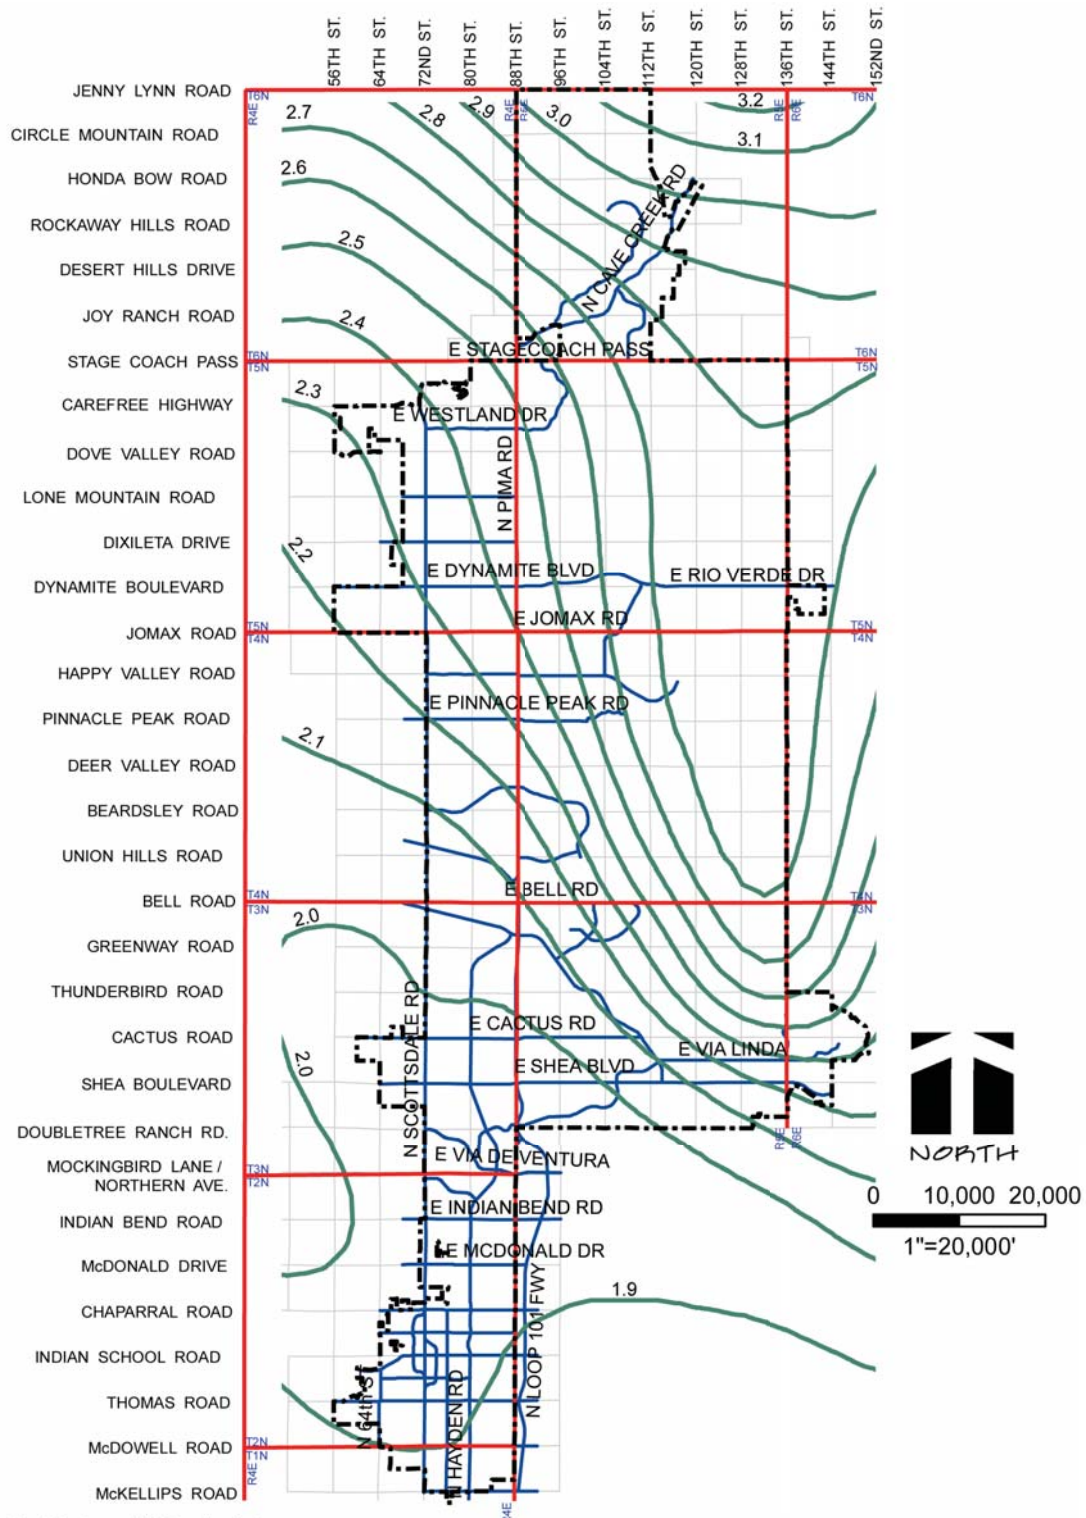 56TH ST.
64TH ST.
72ND ST.
80TH ST.
88TH ST.
96TH ST.
104TH ST.
112TH ST.
120TH ST.
128TH ST.
136TH ST.
144TH ST.
152ND ST.
JENNY LYNN ROAD
CIRCLE MOUNTAIN ROAD
HONDA BOW ROAD
ROCKAWAY HILLS ROAD
DESERT HILLS DRIVE
JOY RANCH ROAD
STAGE COACH PASS
CAREFREE HIGHWAY
DOVE VALLEY ROAD
LONE MOUNTAIN ROAD
DIXILETA DRIVE
DYNAMITE BOULEVARD
JOMAX ROAD
HAPPY VALLEY ROAD
PINNACLE PEAK ROAD
DEER VALLEY ROAD
BEARDSLEY ROAD
UNION HILLS ROAD
BELL ROAD
GREENWAY ROAD
THUNDERBIRD ROAD
CACTUS ROAD
SHEA BOULEVARD
DOUBLETREE RANCH RD.
MOCKINGBIRD LANE /
NORTHERN AVE.
INDIAN BEND ROAD
McDONALD DRIVE
CHAPARRAL ROAD
INDIAN SCHOOL ROAD
THOMAS ROAD
McDOWELL ROAD
McKELLIPS ROAD
T6N
R4E
R4E
R5E
R6E
T6N
2.7
2.8
2.9
3.0
3.2
3.1
2.6
2.5
2.4
2.3
2.2
2.1
2.0
2.0
1.9
N CAVE CREEK RD
E STAGECOACH PASS
T6N
T5N
T6N
T5N
E WESTLAND DR
N PIMA RD
E DYNAMITE BLVD
E RIO VERDE DR
E JOMAX RD
T5N
T4N
T5N
T4N
E PINNACLE PEAK RD
E BELL RD
T4N
T3N
T4N
T3N
N SCOTTSDALE RD
E CACTUS RD
E VIA LINDA
E SHEA BLVD
R5E
R6E
E VIA DE VENTURA
T3N
T2N
E INDIAN BEND RD
E MCDONALD DR
N LOOP 101 FWY
N 64th ST
N HAYDEN RD
T2N
T1N
R4E
NORTH
0 10,000 20,000
1"=20,000'